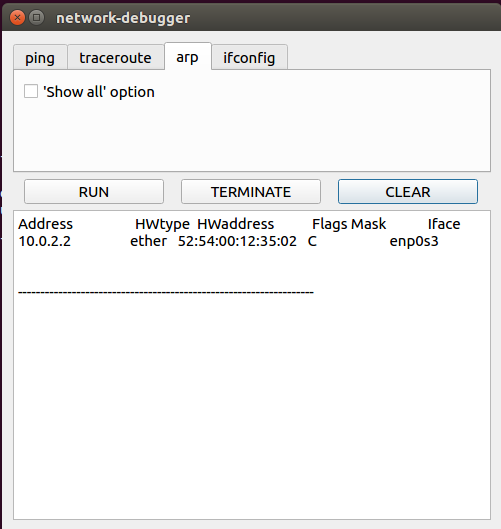 network-debugger
ping traceroute arp ifconfig
'Show all' option
RUN TERMINATE CLEAR
Address HWtype HWaddress Flags Mask Iface
10.0.2.2 ether 52:54:00:12:35:02 C enp0s3
------------------------------------------------------------------